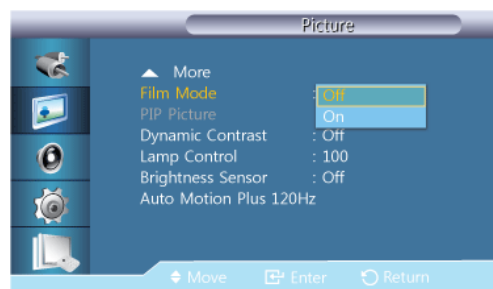 Picture
▲ More
Film Mode : Off
PIP Picture On
Dynamic Contrast : Off
Lamp Control : 100
Brightness Sensor : Off
Auto Motion Plus 120Hz
Move Enter Return